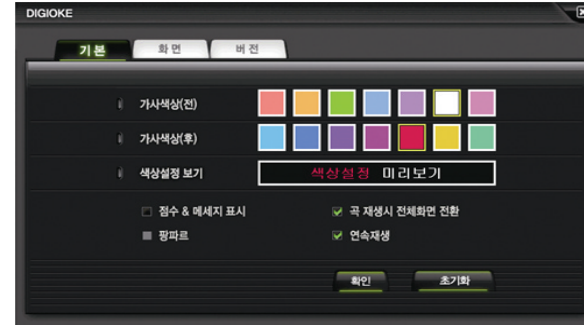 DIGIOKE
기본 화면 버전
가사색상(전)
가사색상(후)
색상설정 보기 색상설정 미리보기
점수 & 메세지 표시 곡 재생시 전체화면 전환
팡파르 연속재생
확인 초기화